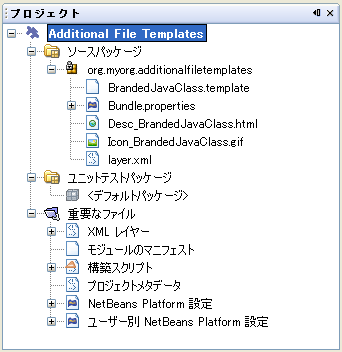 プロジェクト
Additional File Templates
ソースパッケージ
org.myorg.additionalfiletemplates
BrandedJavaClass.template
Bundle.properties
Desc_BrandedJavaClass.html
Icon_BrandedJavaClass.gif
layer.xml
ユニットテストパッケージ
<デフォルトパッケージ>
重要なファイル
XML レイヤー
モジュールのマニフェスト
構築スクリプト
プロジェクトメタデータ
NetBeans Platform 設定
ユーザー別 NetBeans Platform 設定